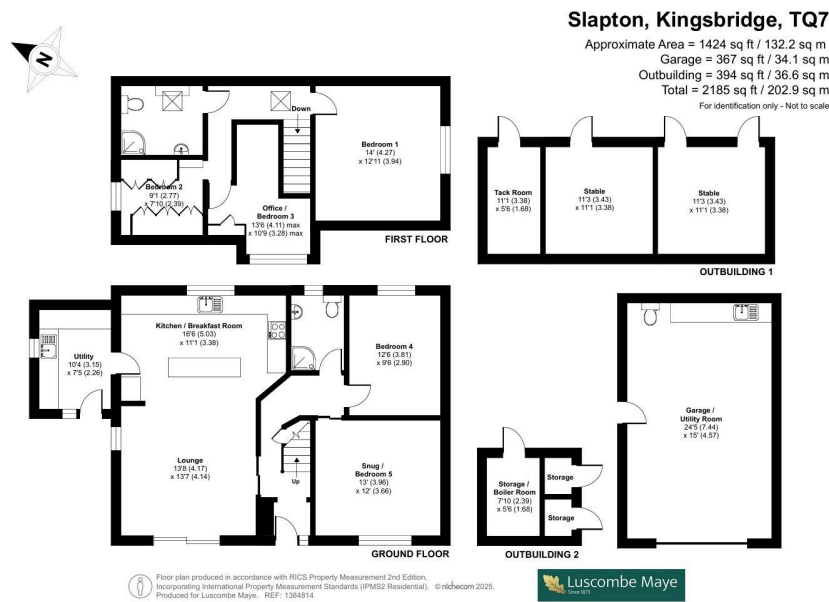 Slapton, Kingsbridge, TQ7
Approximate Area = 1424 sq ft / 132.2 sq m
Garage = 367 sq ft / 34.1 sq m
Outbuilding = 394 sq ft / 36.6 sq m
Total = 2185 sq ft / 202.9 sq m
For identification only - Not to scale
N
Down
Bedroom 1
14' (4.27)
x 12'11 (3.94)
Bedroom 2
9'1 (2.77)
x 7'10 (2.39)
Office /
Bedroom 3
13'6 (4.11) max
x 10'9 (3.28) max
FIRST FLOOR
Tack Room
11'1 (3.38)
x 5'6 (1.68)
Stable
11'3 (3.43)
x 11'1 (3.38)
Stable
11'3 (3.43)
x 11'1 (3.38)
OUTBUILDING 1
Kitchen / Breakfast Room
16'6 (5.03)
x 11'1 (3.38)
Utility
10'4 (3.15)
x 7'5 (2.26)
Bedroom 4
12'6 (3.81)
x 9'6 (2.90)
Lounge
13'8 (4.17)
x 13'7 (4.14)
Up
Snug /
Bedroom 5
13' (3.96)
x 12' (3.66)
GROUND FLOOR
Storage /
Boiler Room
7'10 (2.39)
x 5'6 (1.68)
Storage
Storage
OUTBUILDING 2
Garage /
Utility Room
24'5 (7.44)
x 15' (4.57)
Floor plan produced in accordance with RICS Property Measurement 2nd Edition,
Incorporating International Property Measurement Standards (IPMS2 Residential). © nichecom 2025.
Produced for Luscombe Maye. REF: 1384814
Luscombe Maye
Since 1873